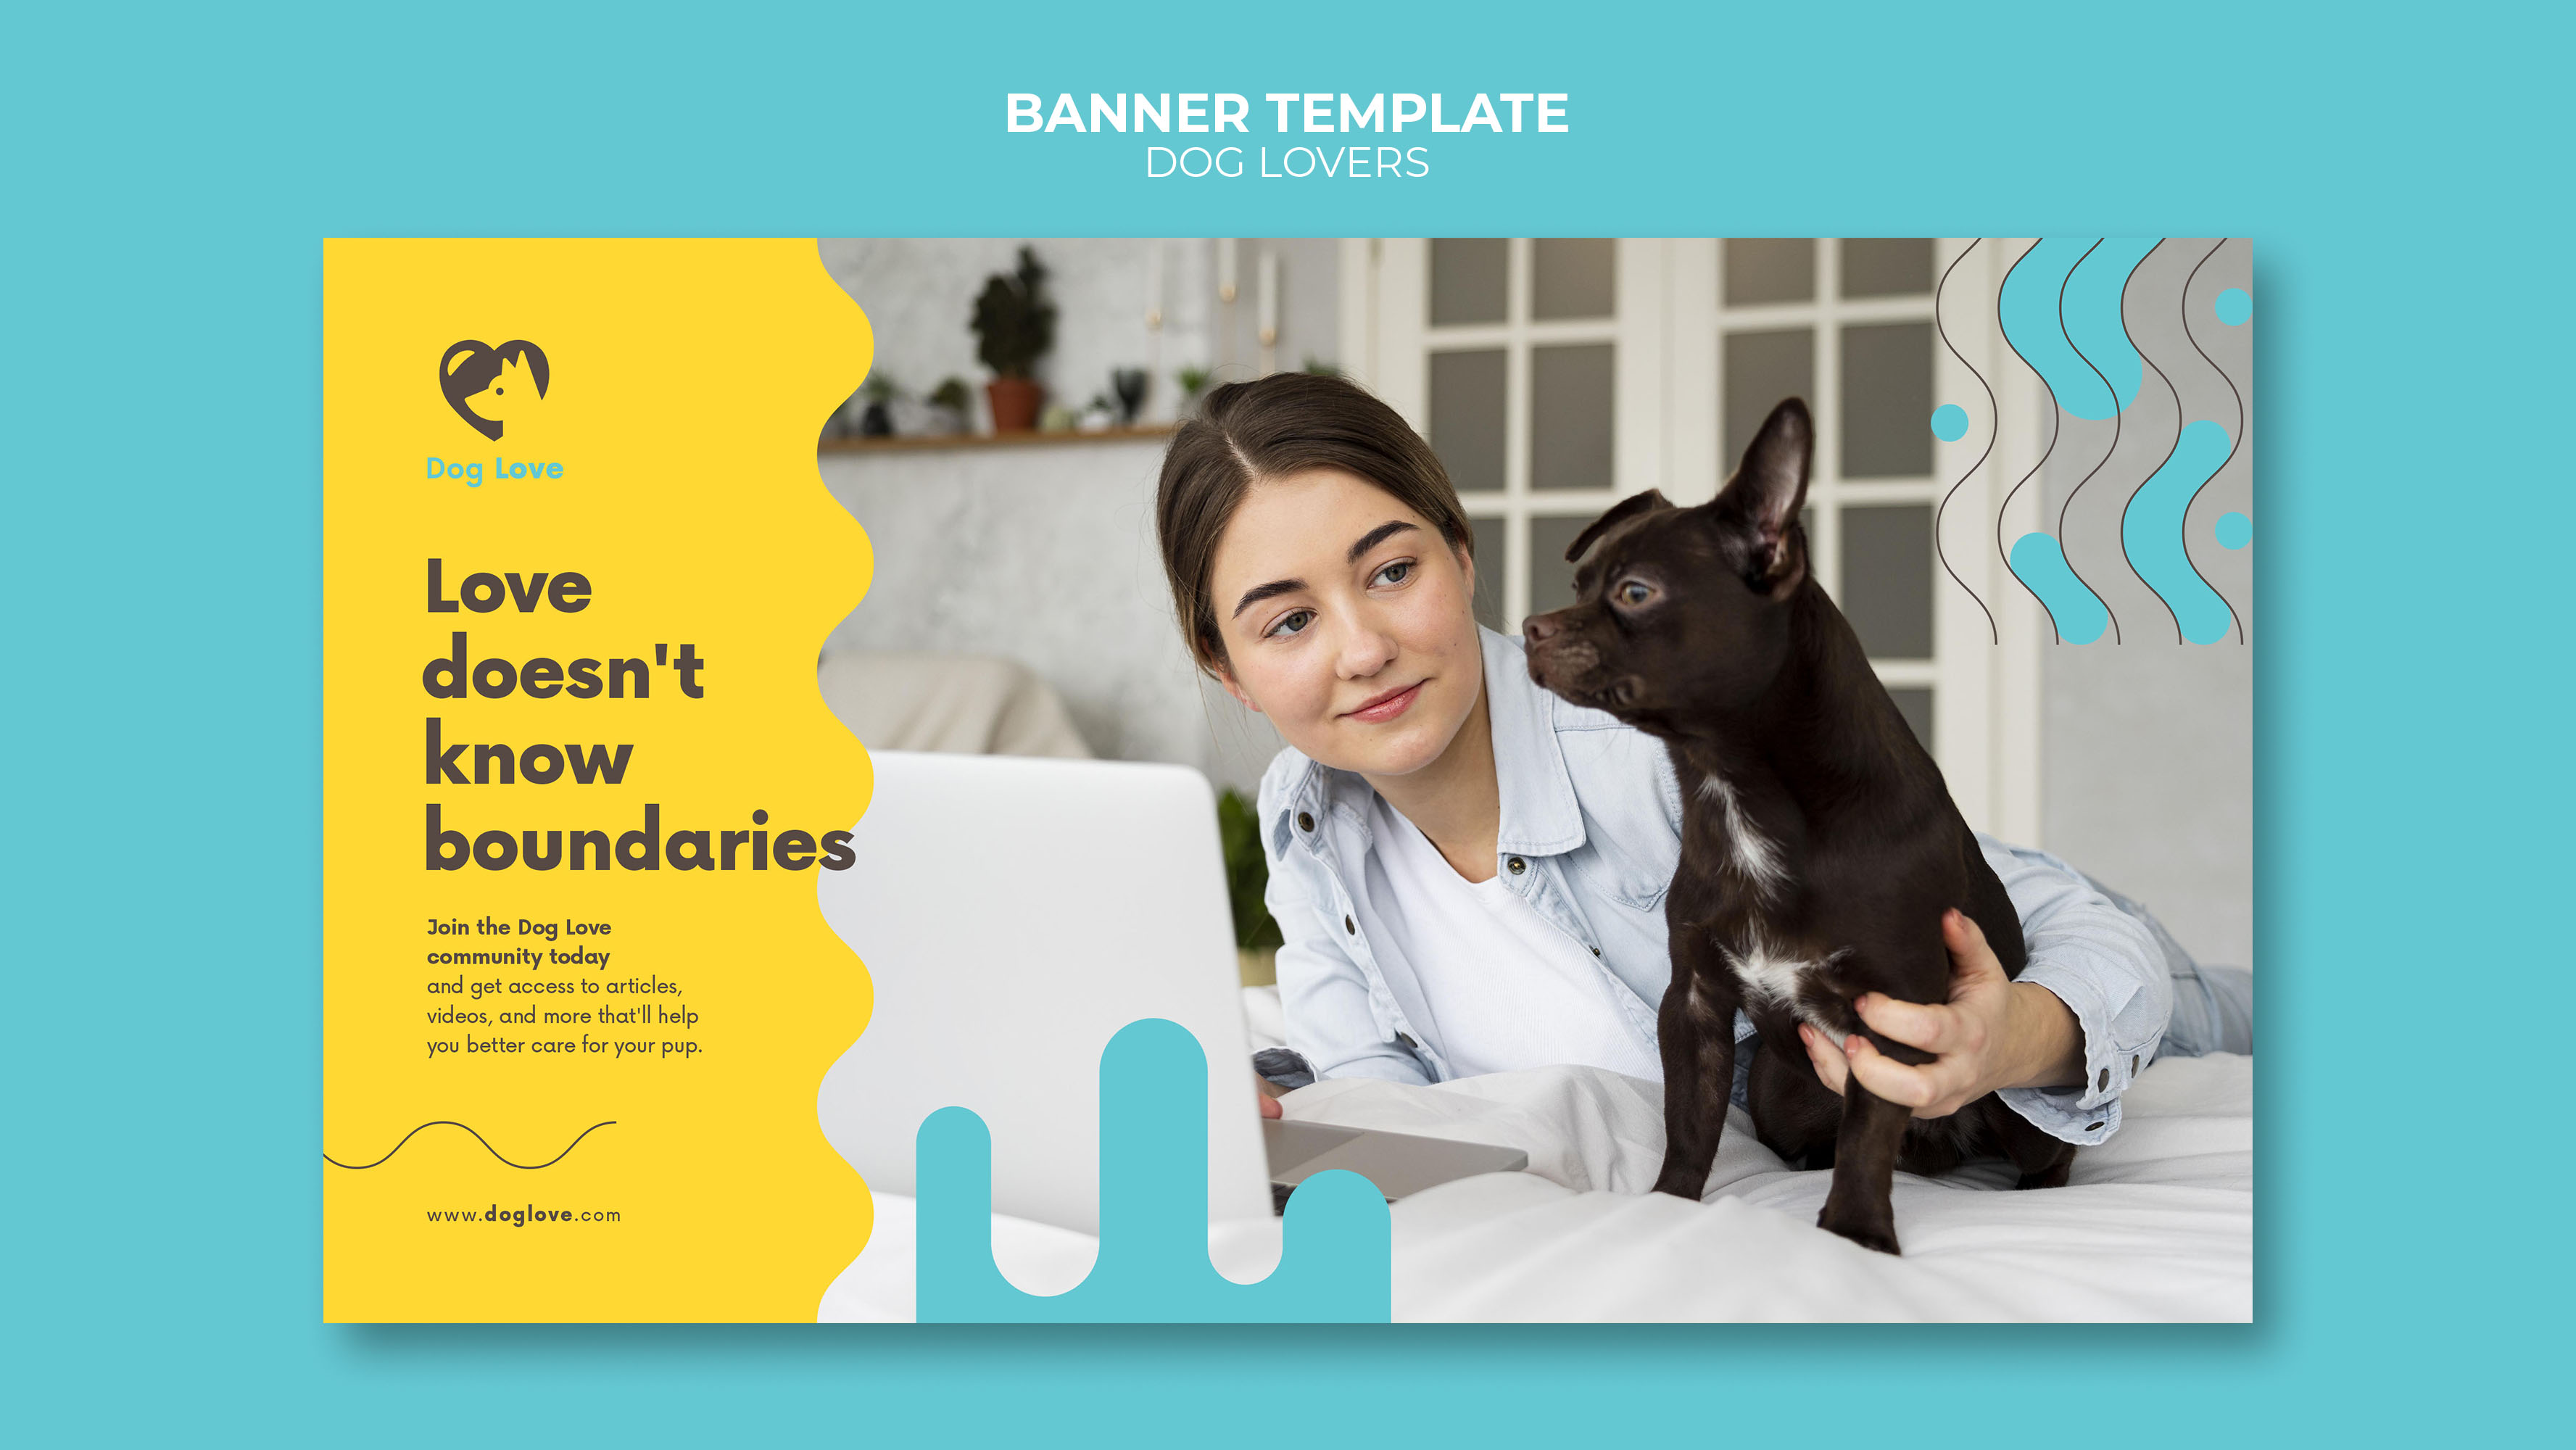 BANNER TEMPLATE
DOG LOVERS
Dog Love
Love
doesn't
know
boundaries
Join the Dog Love
community today
and get access to articles,
videos, and more that'll help
you better care for your pup.
www.doglove.com